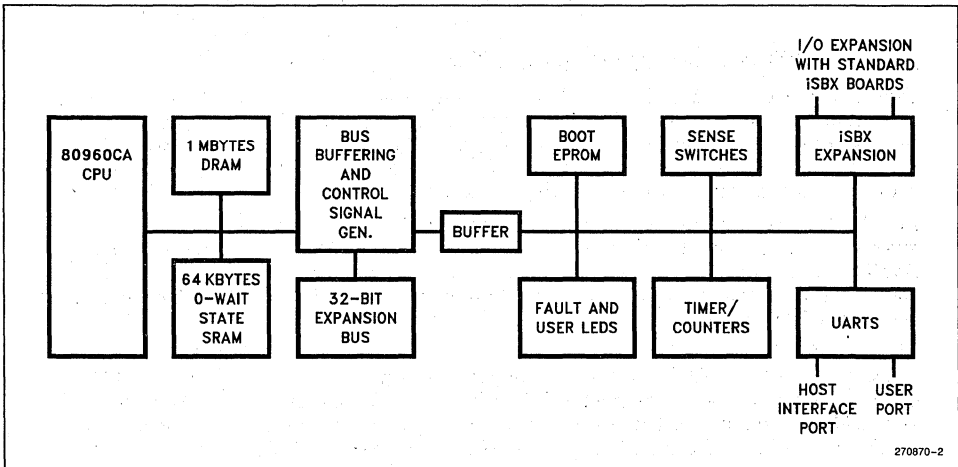 I/O EXPANSION
WITH STANDARD
iSBX BOARDS
80960CA
CPU
1 MBYTES
DRAM
BUS
BUFFERING
AND
CONTROL
SIGNAL
GEN.
BOOT
EPROM
SENSE
SWITCHES
iSBX
EXPANSION
BUFFER
64 KBYTES
0-WAIT
STATE
SRAM
32-BIT
EXPANSION
BUS
FAULT AND
USER LEDS
TIMER/
COUNTERS
UARTS
HOST
INTERFACE
PORT
USER
PORT
270870-2